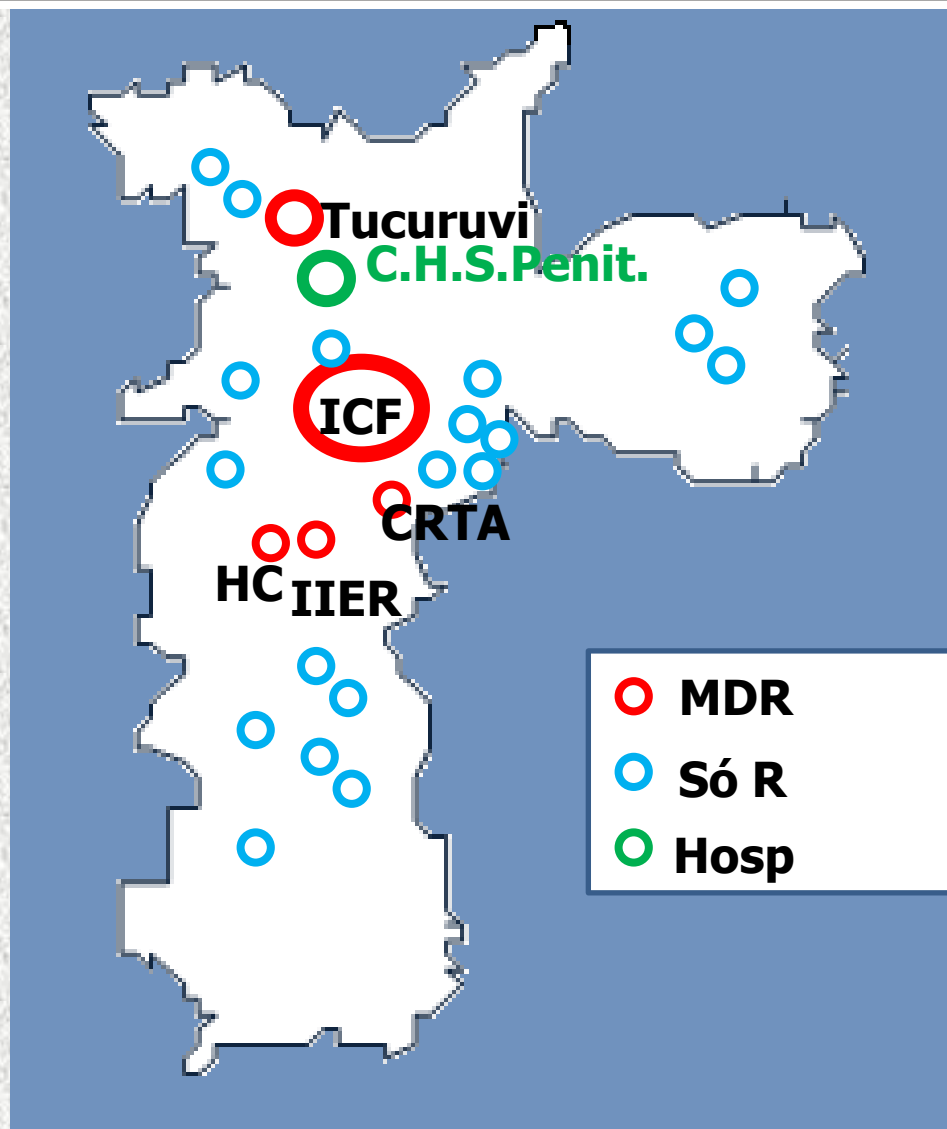 Tucuruvi
C.H.S.Penit.
ICF
CRTA
HC
IIER
MDR
Só R
Hosp